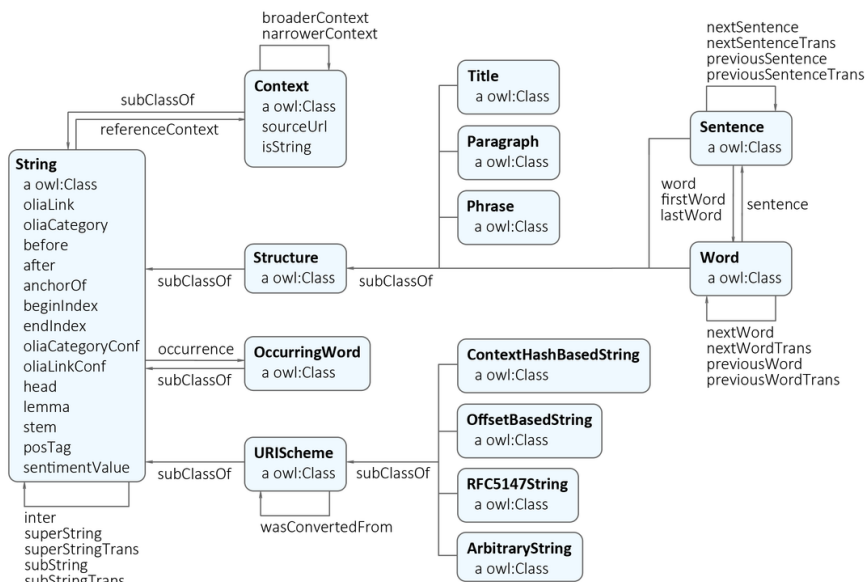 broaderContext
narrowerContext
Context
a owl:Class
sourceUrl
isString
subClassOf
referenceContext
String
a owl:Class
oliaLink
oliaCategory
before
after
anchorOf
beginIndex
endIndex
oliaCategoryConf
oliaLinkConf
head
lemma
stem
posTag
sentimentValue
inter
superString
superStringTrans
subString
subStringTrans
Structure
a owl:Class
subClassOf
occurrence
subClassOf
OccurringWord
a owl:Class
URIScheme
a owl:Class
subClassOf
wasConvertedFrom
Title
a owl:Class
Paragraph
a owl:Class
Phrase
a owl:Class
subClassOf
ContextHashBasedString
a owl:Class
OffsetBasedString
a owl:Class
RFC5147String
a owl:Class
ArbitraryString
a owl:Class
subClassOf
nextSentence
nextSentenceTrans
previousSentence
previousSentenceTrans
Sentence
a owl:Class
word
firstWord
lastWord
sentence
Word
a owl:Class
nextWord
nextWordTrans
previousWord
previousWordTrans